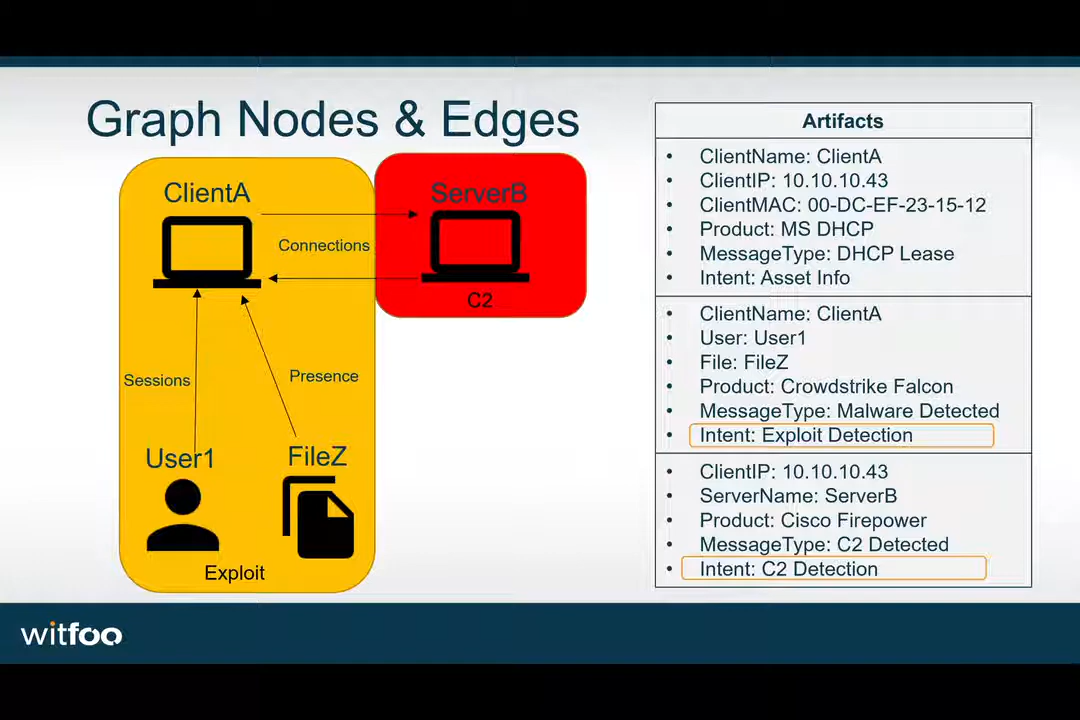 Graph Nodes & Edges
ClientA
ServerB
Connections
C2
Sessions
Presence
User1
FileZ
Exploit
Artifacts
• ClientName: ClientA
• ClientIP: 10.10.10.43
• ClientMAC: 00-DC-EF-23-15-12
• Product: MS DHCP
• MessageType: DHCP Lease
• Intent: Asset Info
• ClientName: ClientA
• User: User1
• File: FileZ
• Product: Crowdstrike Falcon
• MessageType: Malware Detected
• Intent: Exploit Detection
• ClientIP: 10.10.10.43
• ServerName: ServerB
• Product: Cisco Firepower
• MessageType: C2 Detected
• Intent: C2 Detection
witfoo